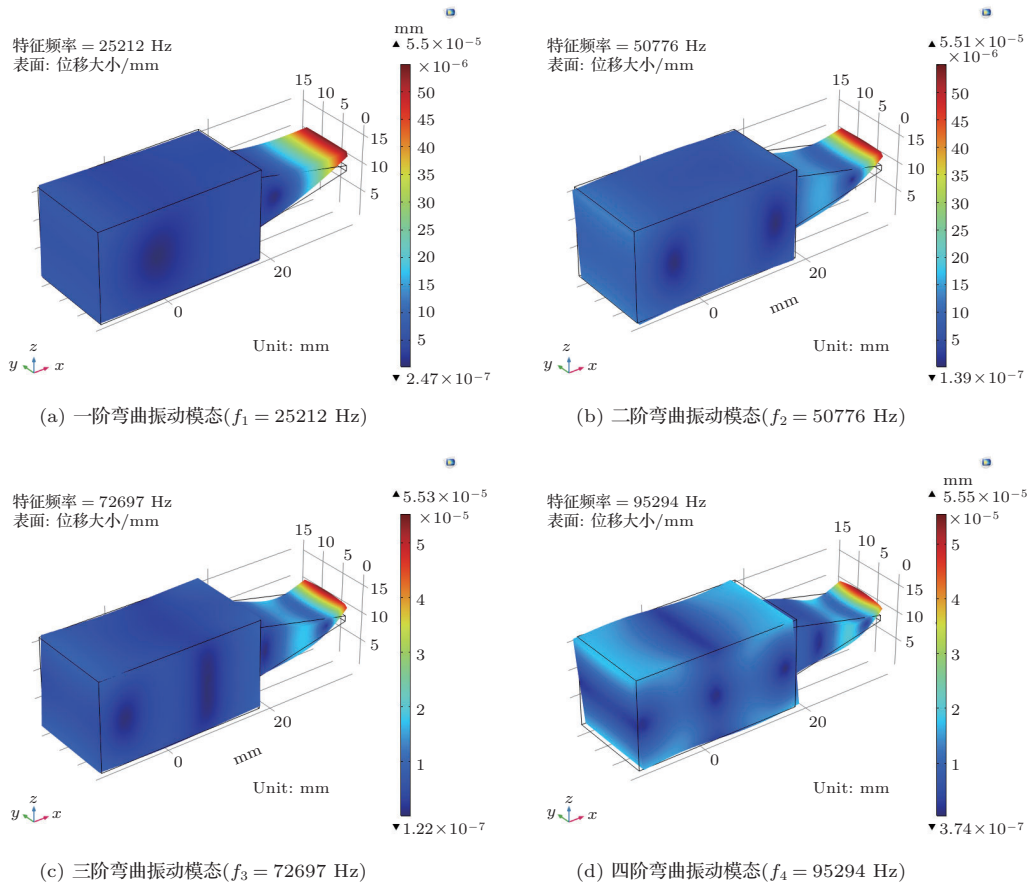 mm
特征频率 = 25212 Hz
表面: 位移大小/mm
▲ 5.5×10⁻⁵
×10⁻⁶
50
45
40
35
30
25
20
15
10
5
▼ 2.47×10⁻⁷
15
10
5
0
15
10
5
20
0
Unit: mm
z
y
x
(a) 一阶弯曲振动模态(f₁ = 25212 Hz)
特征频率 = 50776 Hz
表面: 位移大小/mm
▲ 5.51×10⁻⁵
×10⁻⁶
50
45
40
35
30
25
20
15
10
5
▼ 1.39×10⁻⁷
15
10
5
0
15
10
5
20
mm
0
Unit: mm
z
y
x
(b) 二阶弯曲振动模态(f₂ = 50776 Hz)
特征频率 = 72697 Hz
表面: 位移大小/mm
▲ 5.53×10⁻⁵
×10⁻⁵
5
4
3
2
1
▼ 1.22×10⁻⁷
15
10
5
0
15
10
5
20
mm
0
Unit: mm
z
y
x
(c) 三阶弯曲振动模态(f₃ = 72697 Hz)
mm
特征频率 = 95294 Hz
表面: 位移大小/mm
▲ 5.55×10⁻⁵
×10⁻⁵
5
4
3
2
1
▼ 3.74×10⁻⁷
15
10
5
0
15
10
5
20
0
Unit: mm
z
y
x
(d) 四阶弯曲振动模态(f₄ = 95294 Hz)